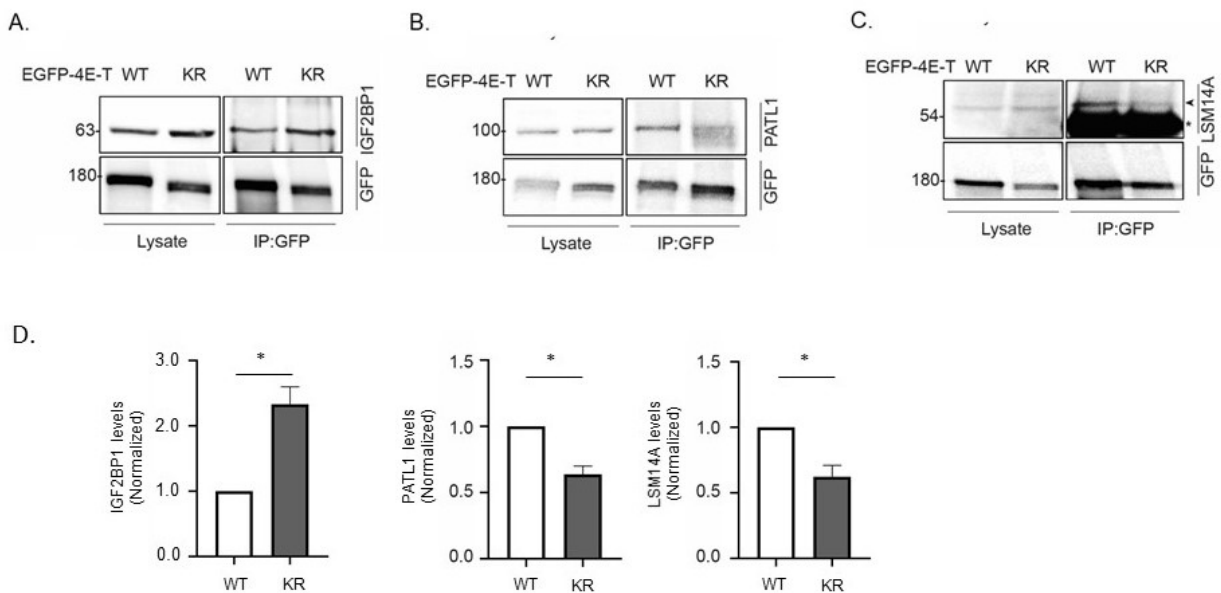 A.
B.
C.
EGFP-4E-T WT KR WT KR
63-
IGF2BP1
180-
GFP
Lysate IP:GFP
EGFP-4E-T WT KR WT KR
100-
PATL1
180-
GFP
Lysate IP:GFP
EGFP-4E-T WT KR WT KR
54-
*
LSM14A
180-
GFP
Lysate IP:GFP
D.
IGF2BP1 levels
(Normalized)
3.0
2.0
1.0
0.0
*
WT KR
PATL1 levels
(Normalized)
1.5
1.0
0.5
0.0
*
WT KR
LSM14A levels
(Normalized)
1.5
1.0
0.5
0.0
*
WT KR